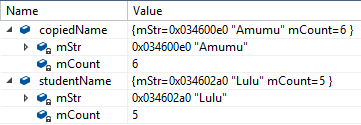 Name Value
copiedName {mStr=0x034600e0 "Amumu" mCount=6 }
mStr 0x034600e0 "Amumu"
mCount 6
studentName {mStr=0x034602a0 "Lulu" mCount=5 }
mStr 0x034602a0 "Lulu"
mCount 5